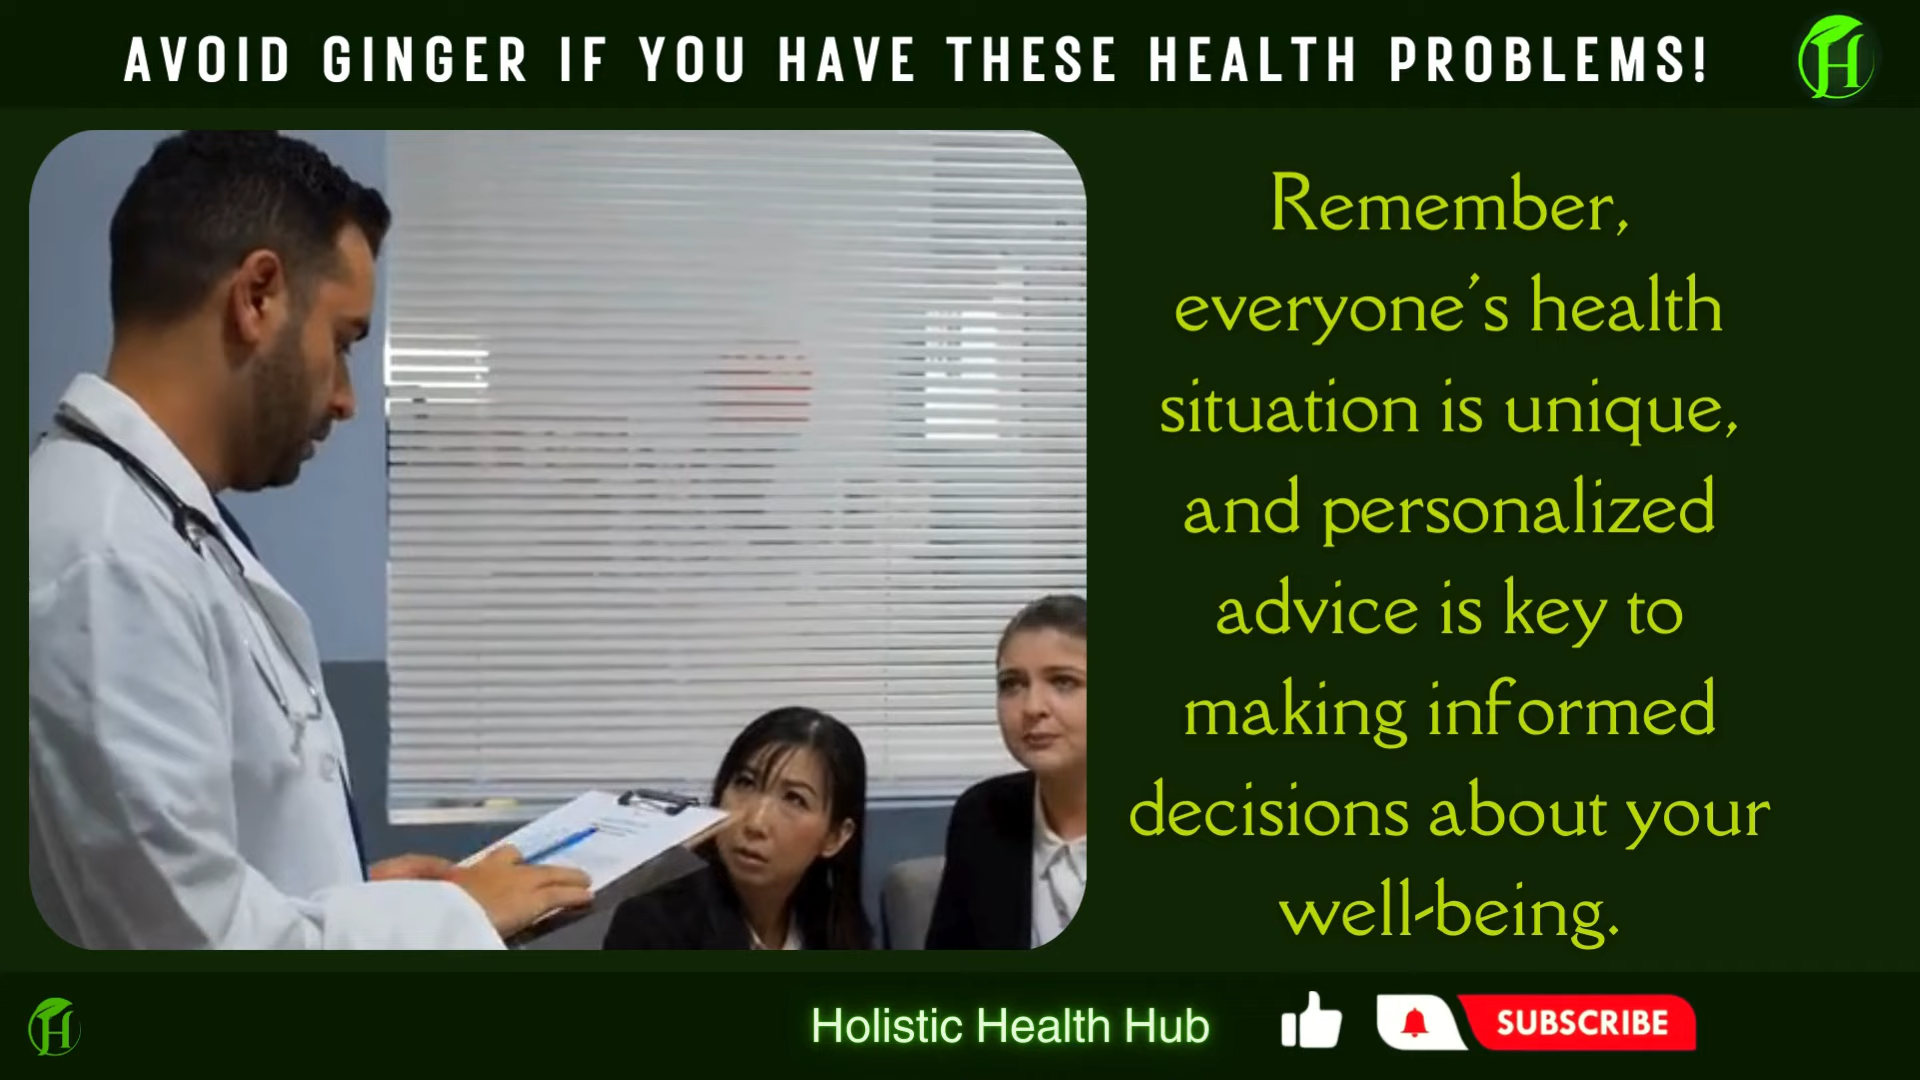 AVOID GINGER IF YOU HAVE THESE HEALTH PROBLEMS!
H
Remember,
everyone's health
situation is unique,
and personalized
advice is key to
making informed
decisions about your
well-being.
H
Holistic Health Hub
SUBSCRIBE